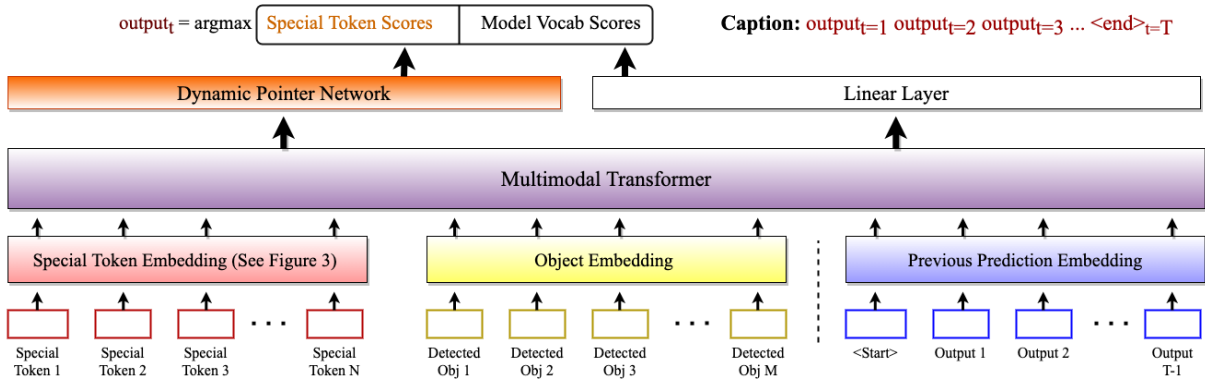 output_t = argmax Special Token Scores Model Vocab Scores Caption: output_t=1 output_t=2 output_t=3 ... <end>_t=T
Dynamic Pointer Network Linear Layer
Multimodal Transformer
Special Token Embedding (See Figure 3) Object Embedding Previous Prediction Embedding
Special Token 1
Special Token 2
Special Token 3
. . .
Special Token N
Detected Obj 1
Detected Obj 2
Detected Obj 3
. . .
Detected Obj M
<Start>
Output 1
Output 2
. . .
Output T-1